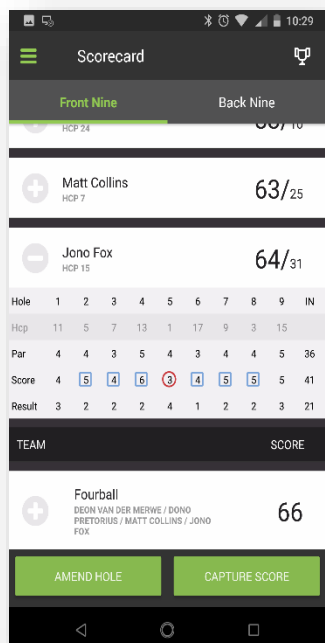 10:29
Scorecard
Front Nine Back Nine
HCP 24
Matt Collins 63/25
HCP 7
Jono Fox 64/31
HCP 15
Hole 1 2 3 4 5 6 7 8 9 IN
Hcp 11 5 7 13 1 17 9 3 15
Par 4 4 3 5 4 3 4 4 5 36
Score 4 5 4 6 3 4 5 5 5 41
Result 3 2 2 2 4 1 2 2 3 21
TEAM SCORE
Fourball 66
DEON VAN DER MERWE / DONO
PRETORIUS / MATT COLLINS / JONO
FOX
AMEND HOLE CAPTURE SCORE